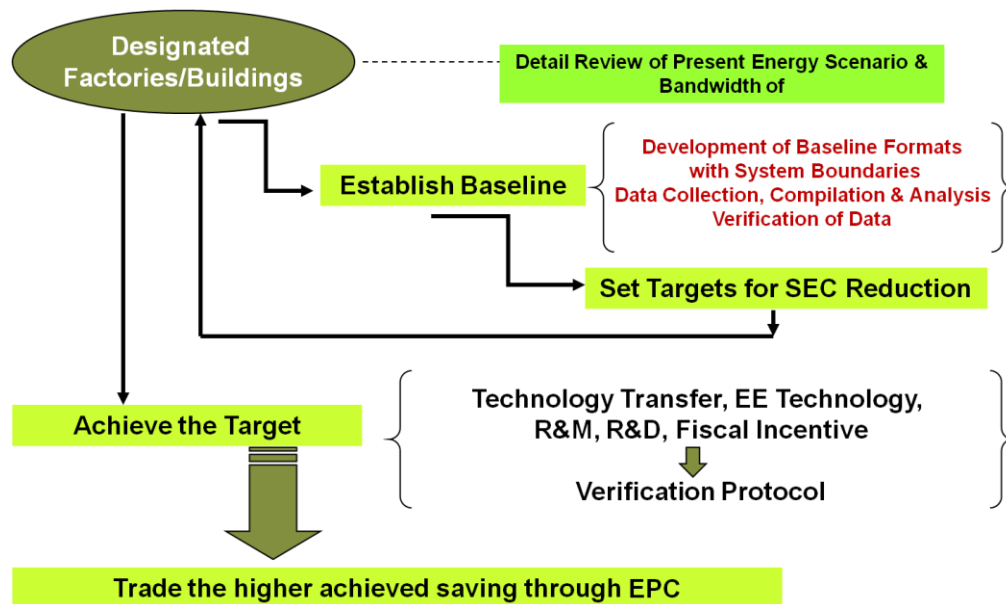 Designated
Factories/Buildings
Detail Review of Present Energy Scenario &
Bandwidth of
Development of Baseline Formats
with System Boundaries
Data Collection, Compilation & Analysis
Verification of Data
Establish Baseline
Set Targets for SEC Reduction
Achieve the Target
Technology Transfer, EE Technology,
R&M, R&D, Fiscal Incentive
Verification Protocol
Trade the higher achieved saving through EPC